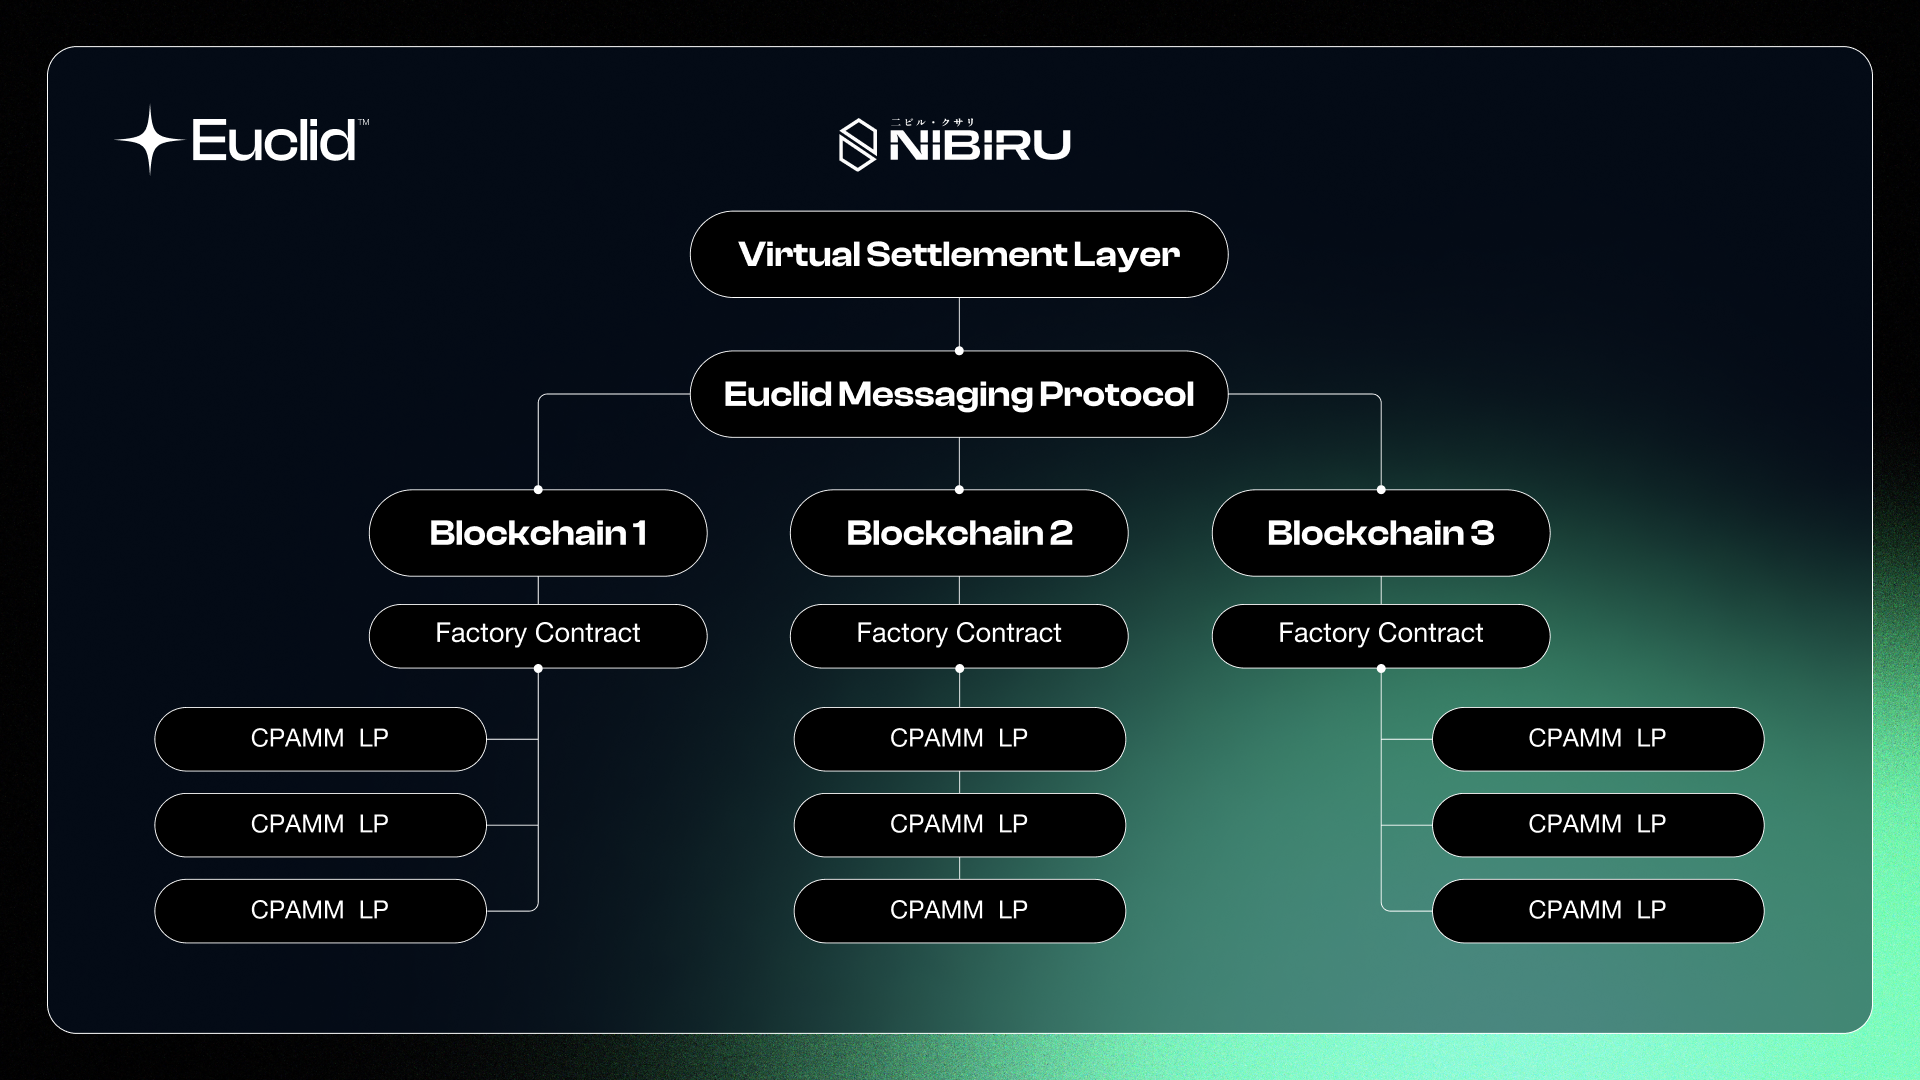 Euclid™
ニビル・クサリ
NIBIRU
Virtual Settlement Layer
Euclid Messaging Protocol
Blockchain 1
Blockchain 2
Blockchain 3
Factory Contract
Factory Contract
Factory Contract
CPAMM LP
CPAMM LP
CPAMM LP
CPAMM LP
CPAMM LP
CPAMM LP
CPAMM LP
CPAMM LP
CPAMM LP